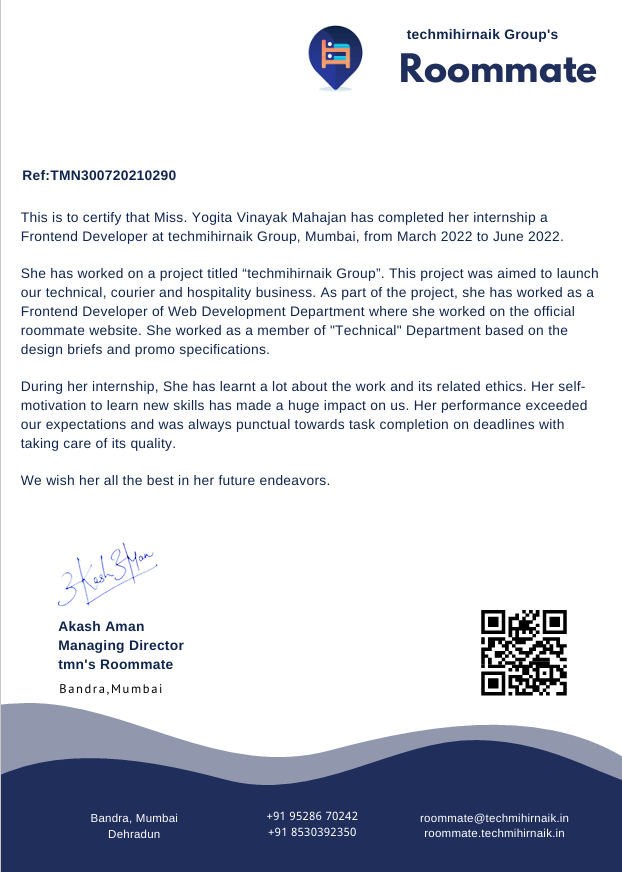 techmihirnaik Group's
Roommate
Ref:TMN300720210290
This is to certify that Miss. Yogita Vinayak Mahajan has completed her internship a
Frontend Developer at techmihirnaik Group, Mumbai, from March 2022 to June 2022.
She has worked on a project titled “techmihirnaik Group”. This project was aimed to launch
our technical, courier and hospitality business. As part of the project, she has worked as a
Frontend Developer of Web Development Department where she worked on the official
roommate website. She worked as a member of "Technical" Department based on the
design briefs and promo specifications.
During her internship, She has learnt a lot about the work and its related ethics. Her self-
motivation to learn new skills has made a huge impact on us. Her performance exceeded
our expectations and was always punctual towards task completion on deadlines with
taking care of its quality.
We wish her all the best in her future endeavors.
Akash Aman
Managing Director
tmn's Roommate
Bandra,Mumbai
Bandra, Mumbai
Dehradun
+91 95286 70242
+91 8530392350
roommate@techmihirnaik.in
roommate.techmihirnaik.in